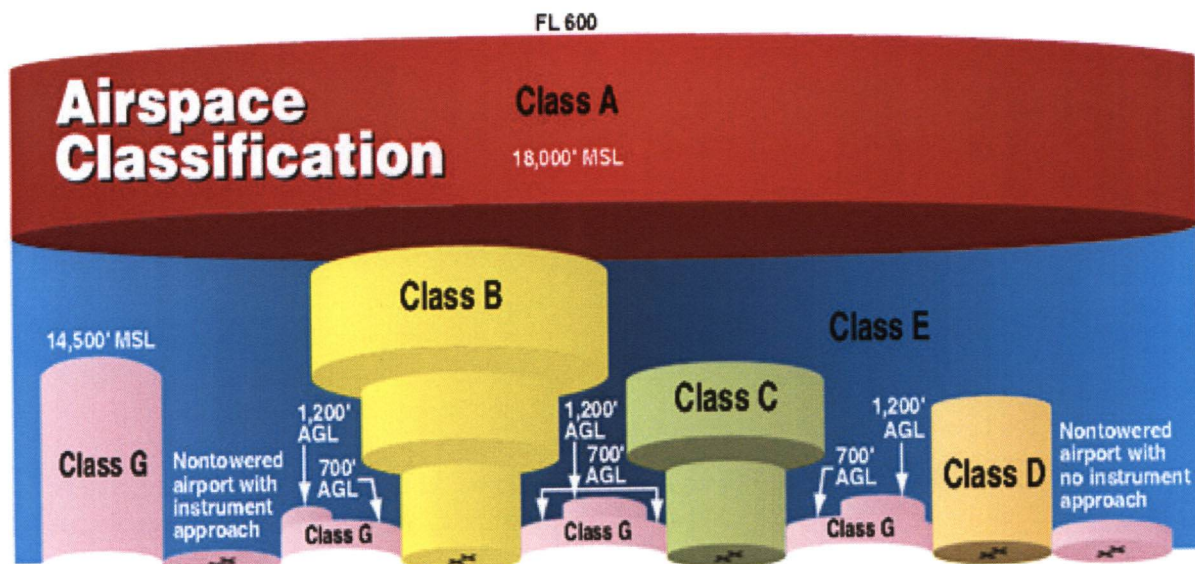 FL 600
Airspace
Classification
Class A
18,000' MSL
Class B
Class E
14,500' MSL
Class C
1,200'
AGL
1,200'
AGL
1,200'
AGL
Class G
Nontowered
airport with
instrument
approach
700'
AGL
700'
AGL
700'
AGL
Class D
Nontowered
airport with
no instrument
approach
Class G
Class G
Class G